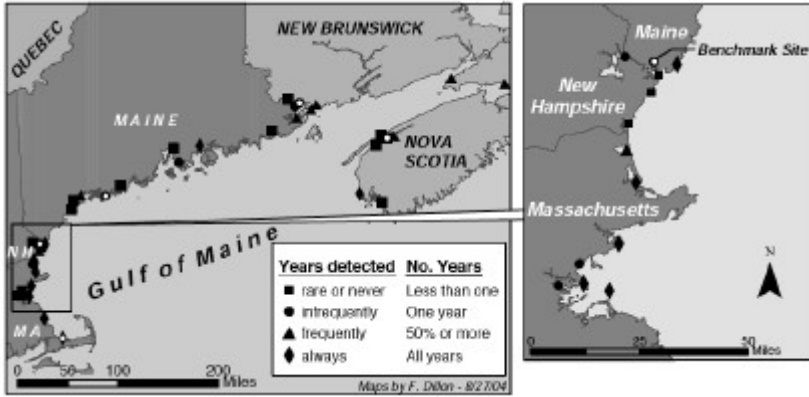 QUEBEC
NEW BRUNSWICK
MAINE
NOVA
SCOTIA
NH
Gulf of Maine
MA
Years detected No. Years
rare or never Less than one
infrequently One year
frequently 50% or more
always All years
0 50 100 200
Miles
Maps by F. Dillon - 8/27/04
Maine
Benchmark Site
New
Hampshire
Massachusetts
N
0 25 50
Miles